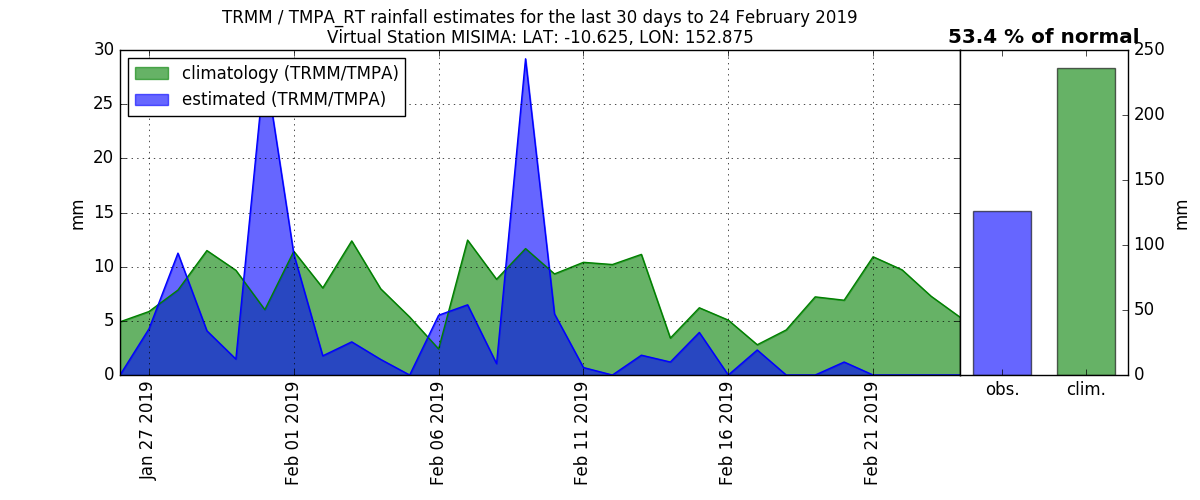 TRMM / TMPA_RT rainfall estimates for the last 30 days to 24 February 2019
Virtual Station MISIMA: LAT: -10.625, LON: 152.875
53.4 % of normal
climatology (TRMM/TMPA)
estimated (TRMM/TMPA)
30
25
20
15
10
5
0
mm
Jan 27 2019
Feb 01 2019
Feb 06 2019
Feb 11 2019
Feb 16 2019
Feb 21 2019
obs.
clim.
250
200
150
100
50
0
mm